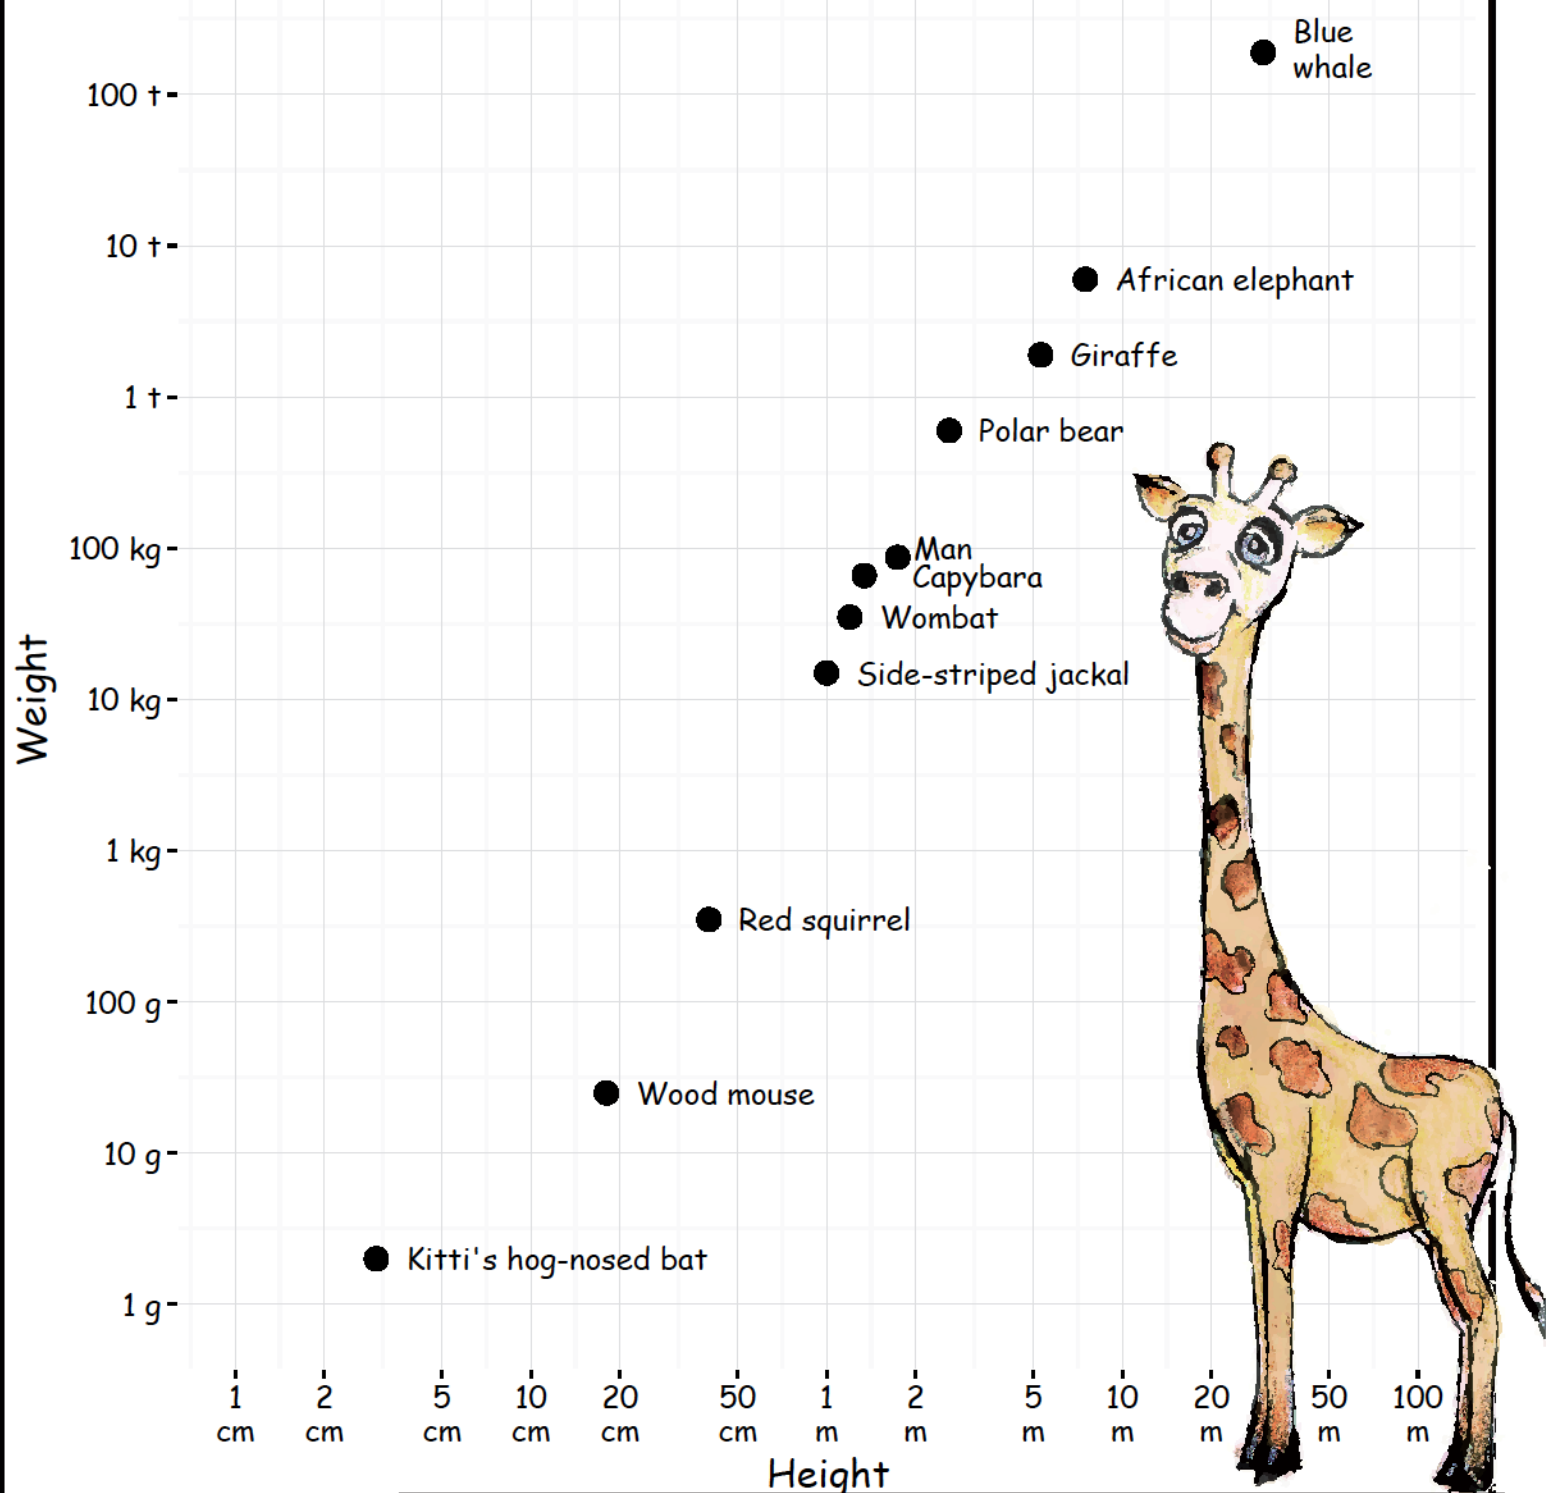 Blue
whale
100 t
10 t
African elephant
Giraffe
1 t
Polar bear
100 kg
Man
Capybara
Wombat
Side-striped jackal
10 kg
Weight
1 kg
Red squirrel
100 g
Wood mouse
10 g
Kitti's hog-nosed bat
1 g
1 2 5 10 20 50 1 2 5 10 20 50 100
cm cm cm cm cm cm m m m m m m m
Height